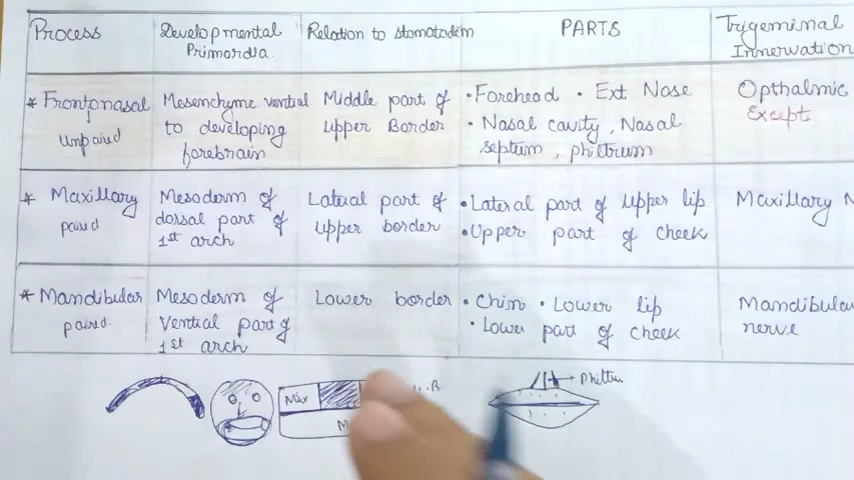 Process
Developmental
Primordia
Relation to stomatodem
PARTS
Trigeminal
Innervation
* Frontonasal
Unpaired
Mesenchyme ventral
to developing
forebrain
Middle part of
Upper Border
• Forehead • Ext Nose
• Nasal cavity, Nasal
septum, philtrum
Opthalmic
Except
* Maxillary
paired
Mesoderm of
dorsal part of
1st arch
Lateral part of
upper border
• Lateral part of upper lip
• Upper part of cheek
Maxillary N
* Mandibular
paired.
Mesoderm of
Ventral part of
1st arch
Lower border
• Chin • Lower lip
• Lower part of cheek
Mandibular
nerve
Max
U.B
→ Philtrum